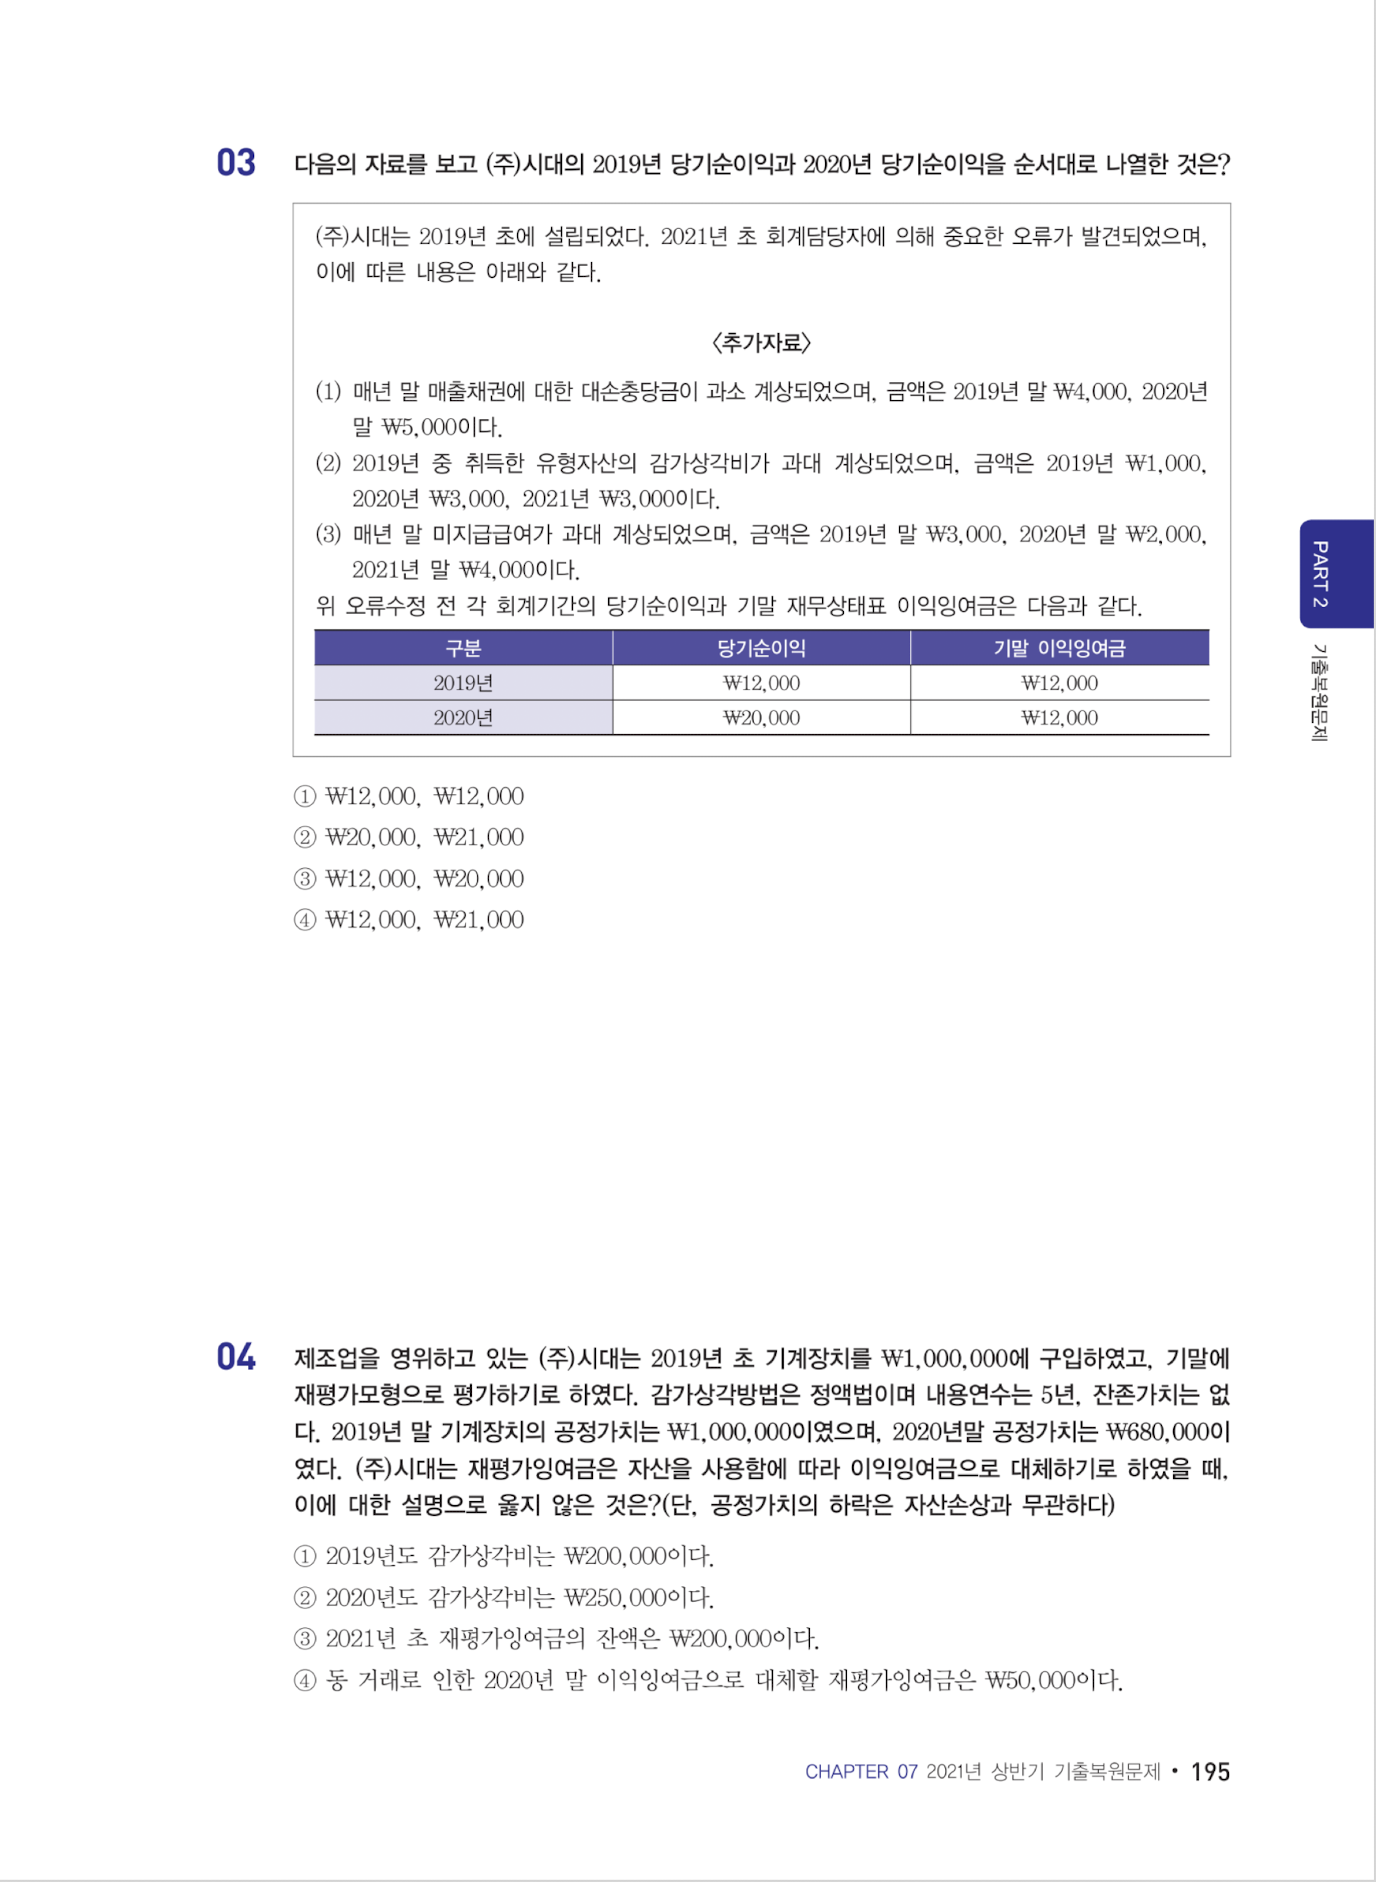 03 다음의 자료를 보고 (주)시대의 2019년 당기순이익과 2020년 당기순이익을 순서대로 나열한 것은?
(주)시대는 2019년 초에 설립되었다. 2021년 초 회계담당자에 의해 중요한 오류가 발견되었으며,
이에 따른 내용은 아래와 같다.
〈추가자료〉
(1) 매년 말 매출채권에 대한 대손충당금이 과소 계상되었으며, 금액은 2019년 말 ₩4,000, 2020년
말 ₩5,000이다.
(2) 2019년 중 취득한 유형자산의 감가상각비가 과대 계상되었으며, 금액은 2019년 ₩1,000,
2020년 ₩3,000, 2021년 ₩3,000이다.
(3) 매년 말 미지급급여가 과대 계상되었으며, 금액은 2019년 말 ₩3,000, 2020년 말 ₩2,000,
2021년 말 ₩4,000이다.
위 오류수정 전 각 회계기간의 당기순이익과 기말 재무상태표 이익잉여금은 다음과 같다.
구분 당기순이익 기말 이익잉여금
2019년 ₩12,000 ₩12,000
2020년 ₩20,000 ₩12,000
① ₩12,000, ₩12,000
② ₩20,000, ₩21,000
③ ₩12,000, ₩20,000
④ ₩12,000, ₩21,000
PART 2
기출복원문제
04 제조업을 영위하고 있는 (주)시대는 2019년 초 기계장치를 ₩1,000,000에 구입하였고, 기말에
재평가모형으로 평가하기로 하였다. 감가상각방법은 정액법이며 내용연수는 5년, 잔존가치는 없
다. 2019년 말 기계장치의 공정가치는 ₩1,000,000이였으며, 2020년말 공정가치는 ₩680,000이
였다. (주)시대는 재평가잉여금은 자산을 사용함에 따라 이익잉여금으로 대체하기로 하였을 때,
이에 대한 설명으로 옳지 않은 것은?(단, 공정가치의 하락은 자산손상과 무관하다)
① 2019년도 감가상각비는 ₩200,000이다.
② 2020년도 감가상각비는 ₩250,000이다.
③ 2021년 초 재평가잉여금의 잔액은 ₩200,000이다.
④ 동 거래로 인한 2020년 말 이익잉여금으로 대체할 재평가잉여금은 ₩50,000이다.
CHAPTER 07 2021년 상반기 기출복원문제 • 195